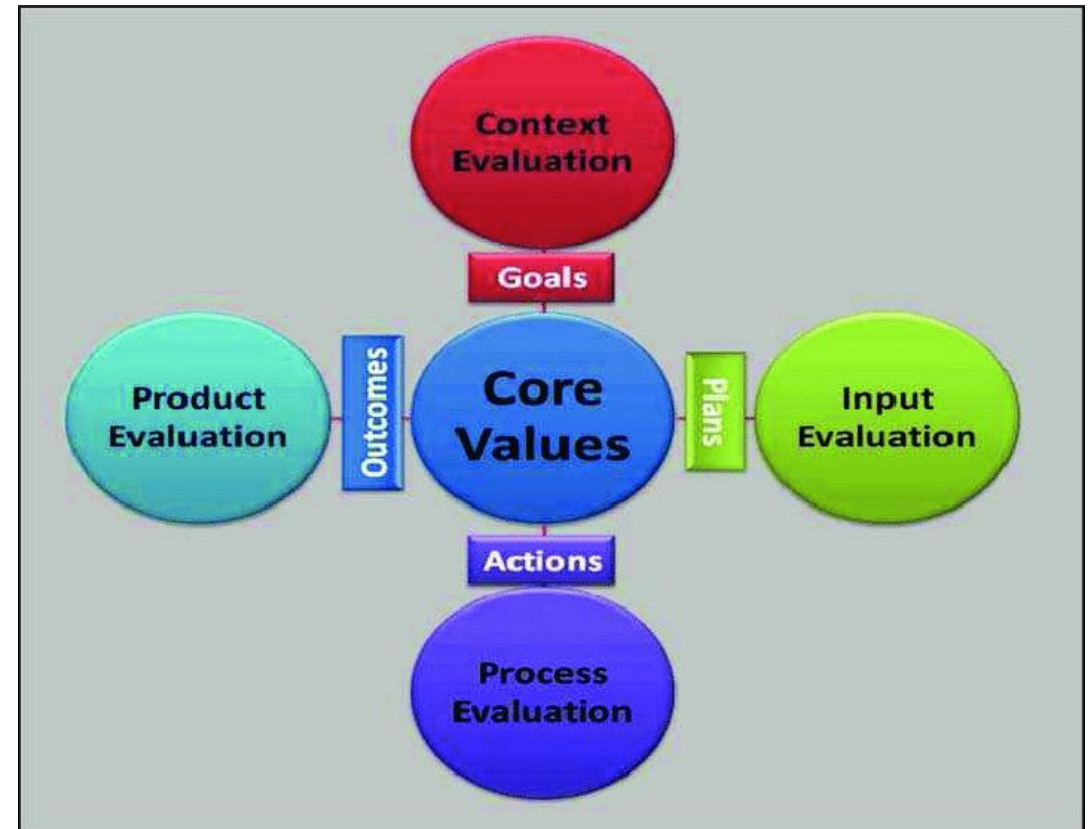 Context
Evaluation
Goals
Product
Evaluation
Outcomes
Core
Values
Plans
Input
Evaluation
Actions
Process
Evaluation